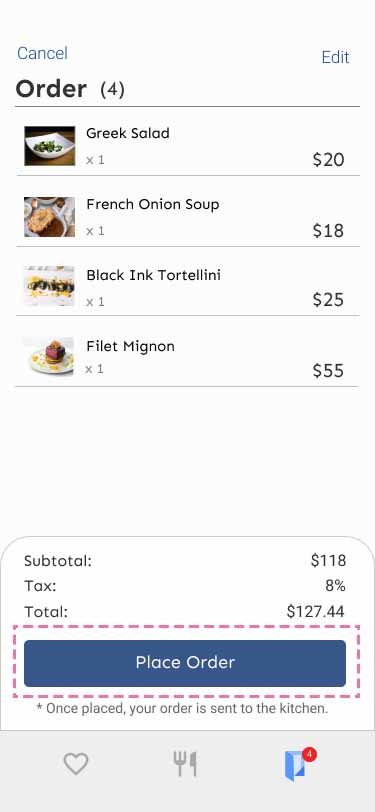 Cancel
Edit
Order (4)
Greek Salad
x 1
$20
French Onion Soup
x 1
$18
Black Ink Tortellini
x 1
$25
Filet Mignon
x 1
$55
Subtotal: $118
Tax: 8%
Total: $127.44
Place Order
* Once placed, your order is sent to the kitchen.
4